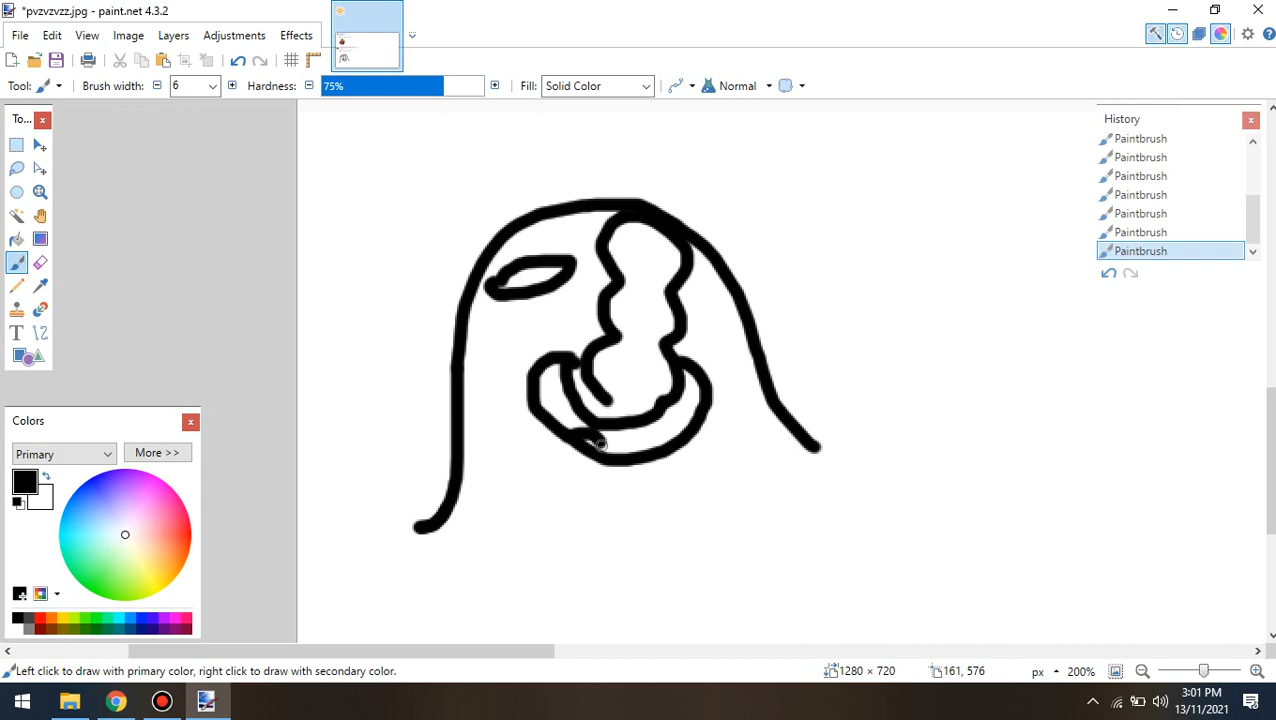 *pvzvzvzz.jpg - paint.net 4.3.2
File Edit View Image Layers Adjustments Effects
Tool: Brush width: 6 Hardness: 75% Fill: Solid Color Normal
To...
History
Paintbrush
Paintbrush
Paintbrush
Paintbrush
Paintbrush
Paintbrush
Paintbrush
Colors
Primary More >>
Left click to draw with primary color, right click to draw with secondary color. 1280 × 720 161, 576 px 200%
3:01 PM
13/11/2021